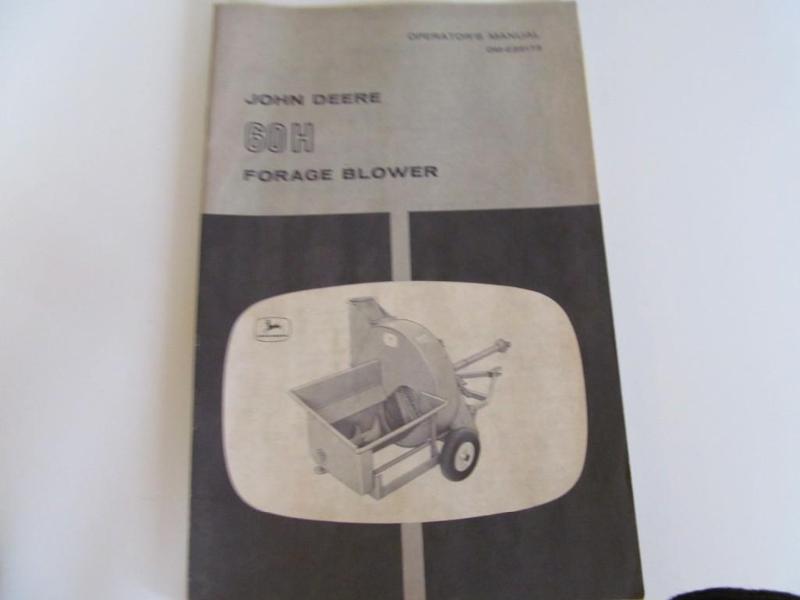 OPERATOR'S MANUAL
JOHN DEERE
60H
FORAGE BLOWER